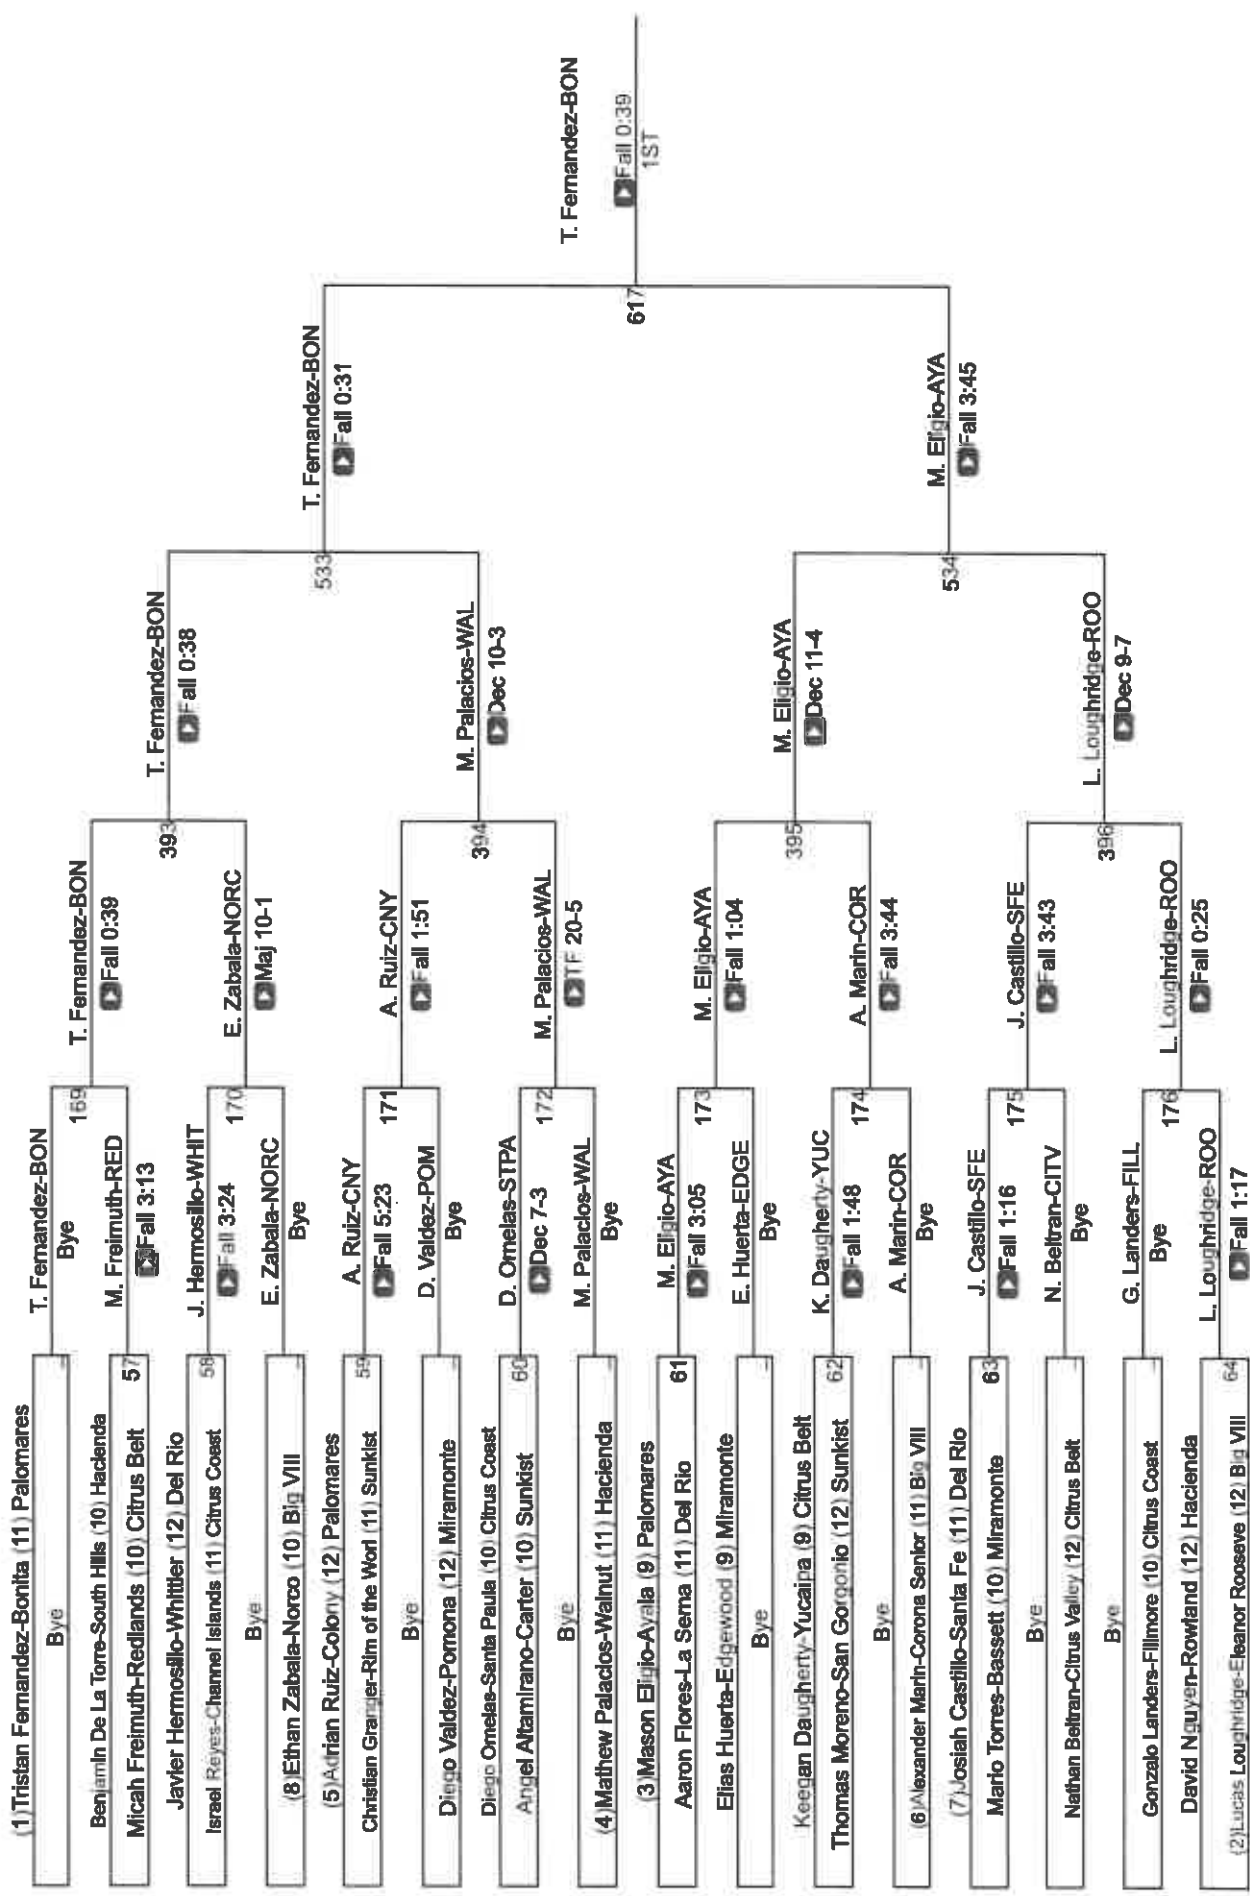 (1)Tristan Fernandez-Bonita (11) Palomares
Bye
Benjamin De La Torre-South Hills (10) Hacienda
Micah Freimuth-Redlands (10) Citrus Belt
57
Javier Hermosillo-Whittier (12) Del Rio
Israel Reyes-Channel Islands (11) Citrus Coast
58
Bye
(8)Ethan Zabala-Norco (10) Big VIII
(5)Adrian Ruiz-Colony (12) Palomares
Christian Granger-Rim of the Worl (11) Sunkist
59
Bye
Diego Valdez-Pomona (12) Miramonte
Diego Ornelas-Santa Paula (10) Citrus Coast
Angel Altamirano-Carter (10) Sunkist
60
Bye
(4)Mathew Palacios-Walnut (11) Hacienda
(3)Mason Eligio-Ayala (9) Palomares
Aaron Flores-La Serna (11) Del Rio
61
Elias Huerta-Edgewood (9) Miramonte
Bye
Keegan Daugherty-Yucaipa (9) Citrus Belt
Thomas Moreno-San Gorgonio (12) Sunkist
62
Bye
(6)Alexander Marin-Corona Senior (11) Big VIII
(7)Josiah Castillo-Santa Fe (11) Del Rio
Mario Torres-Bassett (10) Miramonte
63
Bye
Nathan Beltran-Citrus Valley (12) Citrus Belt
Bye
Gonzalo Landers-Fillmore (10) Citrus Coast
David Nguyen-Rowland (12) Hacienda
(2)Lucas Loughridge-Eleanor Rooseve (12) Big VIII
64
T. Fernandez-BON
Bye
169
M. Freimuth-RED
Fall 3:13
J. Hermosillo-WHIT
Fall 3:24
170
E. Zabala-NORC
Bye
A. Ruiz-CNY
Fall 5:23
171
D. Valdez-POM
Bye
D. Ornelas-STPA
Dec 7-3
172
M. Palacios-WAL
Bye
M. Eligio-AYA
Fall 3:05
173
E. Huerta-EDGE
Bye
K. Daugherty-YUC
Fall 1:48
174
A. Marin-COR
Bye
J. Castillo-SFE
Fall 1:16
175
N. Beltran-CITV
Bye
G. Landers-FILL
Bye
176
L. Loughridge-ROO
Fall 1:17
T. Fernandez-BON
Fall 0:39
393
E. Zabala-NORC
Maj 10-1
A. Ruiz-CNY
Fall 1:51
394
M. Palacios-WAL
TF 20-5
M. Eligio-AYA
Fall 1:04
395
A. Marin-COR
Fall 3:44
J. Castillo-SFE
Fall 3:43
396
L. Loughridge-ROO
Fall 0:25
T. Fernandez-BON
Fall 0:38
533
M. Palacios-WAL
Dec 10-3
M. Eligio-AYA
Dec 11-4
534
L. Loughridge-ROO
Dec 9-7
T. Fernandez-BON
Fall 0:31
617
M. Eligio-AYA
Fall 3:45
T. Fernandez-BON
Fall 0:39
1ST